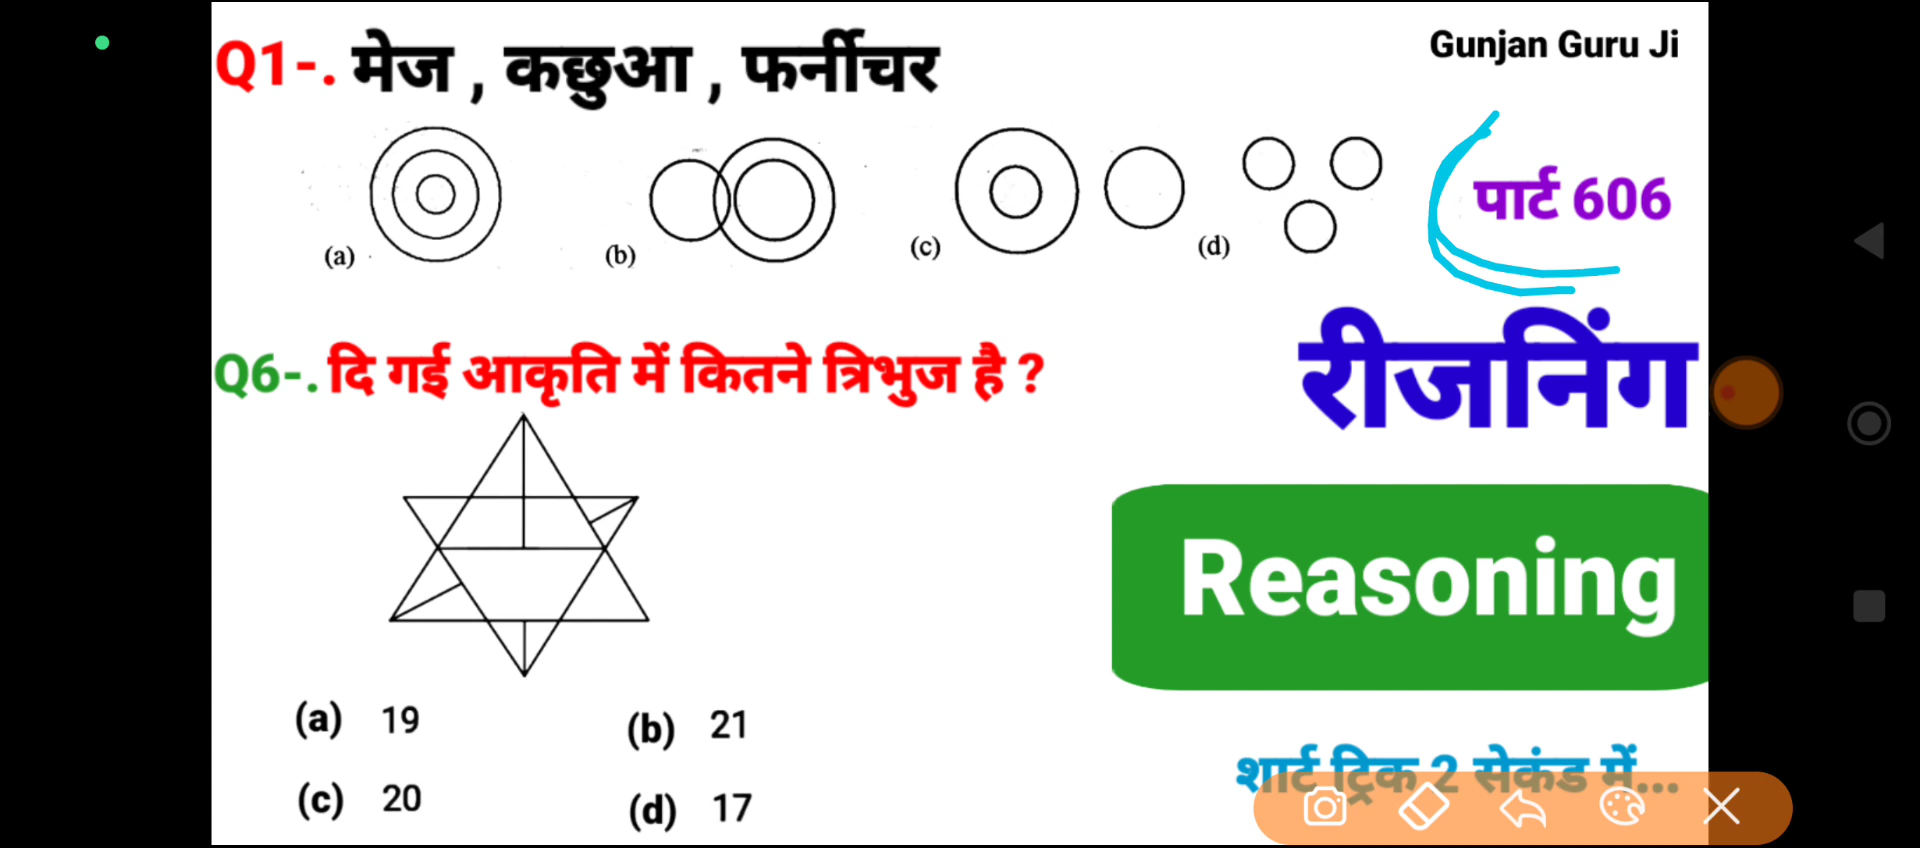 Q1-. मेज , कछुआ , फर्नीचर
Gunjan Guru Ji
(a)
(b)
(c)
(d)
पार्ट 606
Q6-. दि गई आकृति में कितने त्रिभुज है ?
रीजनिंग
Reasoning
(a) 19
(b) 21
(c) 20
(d) 17
शार्ट ट्रिक 2 सेकंड में...